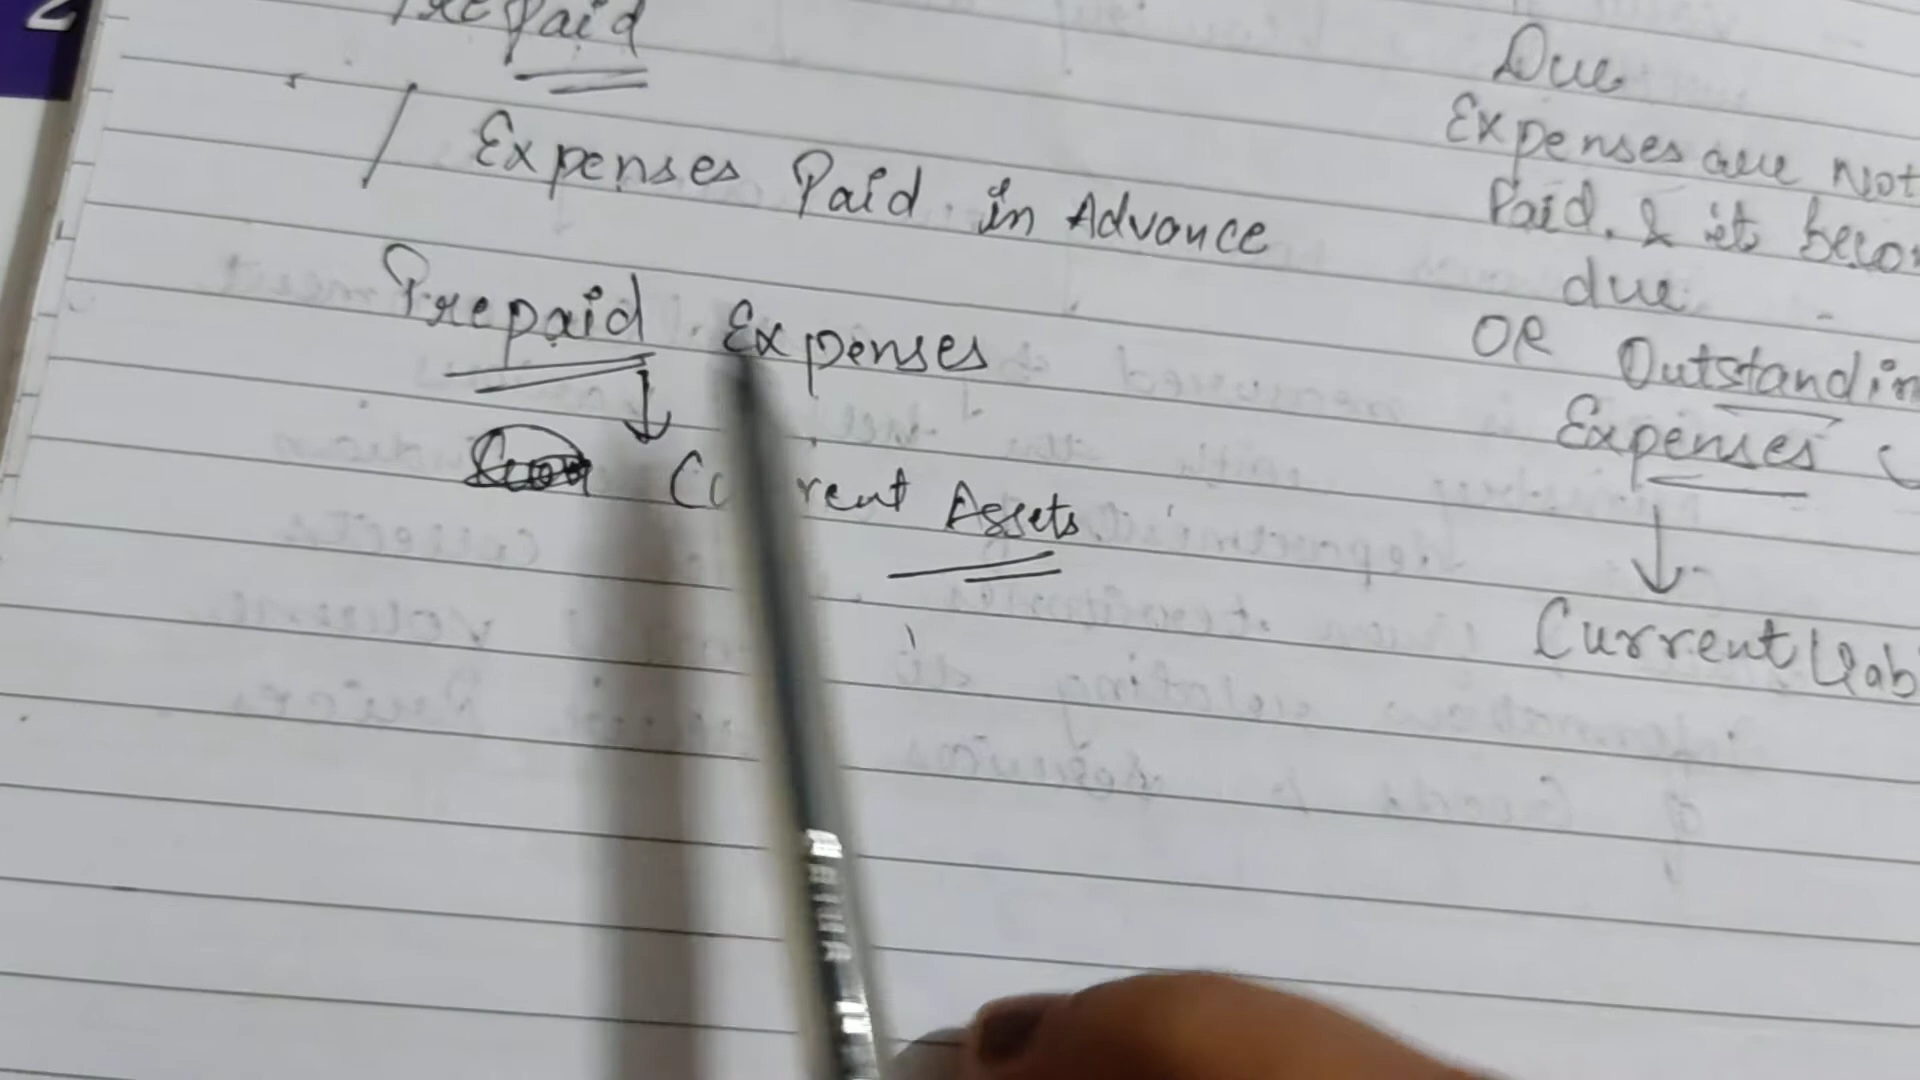 Prepaid
Expenses Paid in Advance
Prepaid Expenses
Current Assets
Due
Expenses are Not
Paid. & it
due
OR Outstandin
Expenses
Current Liab